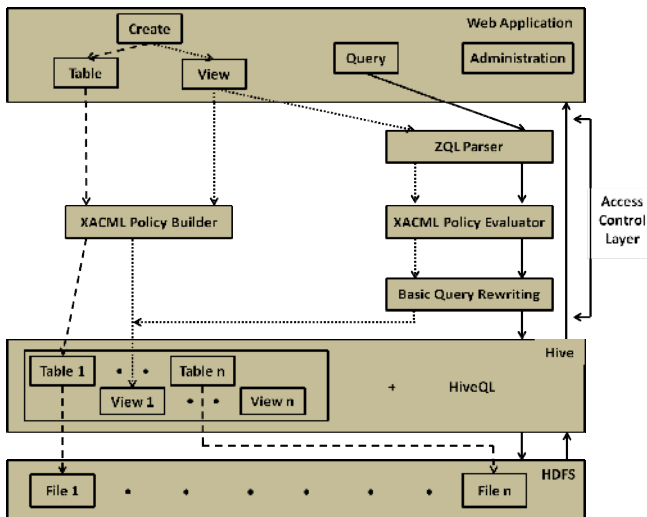 Web Application
Create
Table
View
Query
Administration
ZQL Parser
XACML Policy Builder
XACML Policy Evaluator
Access
Control
Layer
Basic Query Rewriting
Hive
Table 1
Table n
View 1
View n
+
HiveQL
HDFS
File 1
File n